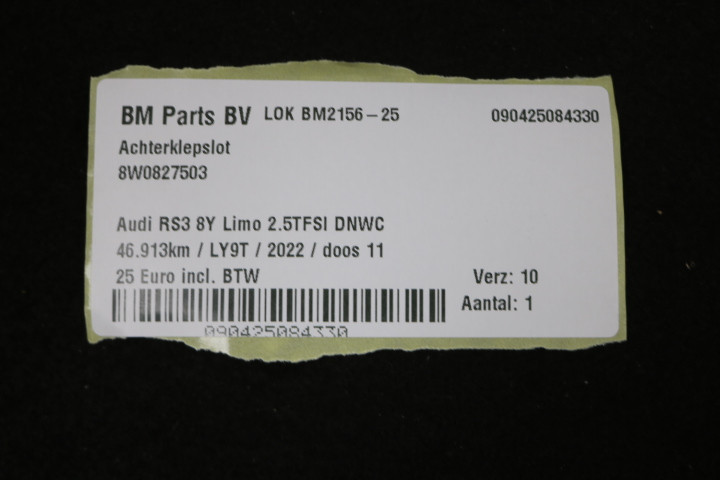 BM Parts BV LOK BM2156-25 090425084330
Achterklepslot
8W0827503
Audi RS3 8Y Limo 2.5TFSI DNWC
46.913km / LY9T / 2022 / doos 11
25 Euro incl. BTW Verz: 10
Aantal: 1
090425084330